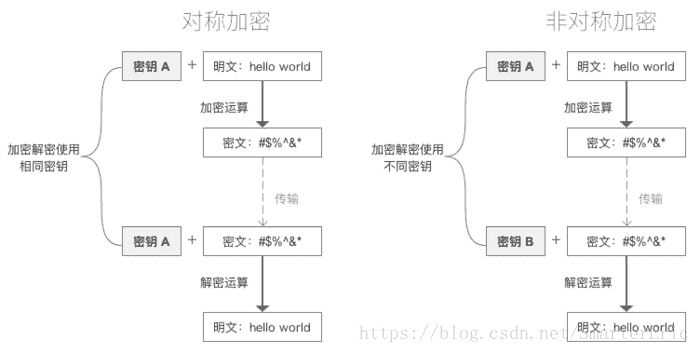 对称加密
密钥 A + 明文：hello world
加密运算
密文：#$%^&*
加密解密使用
相同密钥
传输
密钥 A + 密文：#$%^&*
解密运算
明文：hello world
非对称加密
密钥 A + 明文：hello world
加密运算
密文：#$%^&*
加密解密使用
不同密钥
传输
密钥 B + 密文：#$%^&*
解密运算
明文：hello world
https://blog.csdn.net/SmarterEric